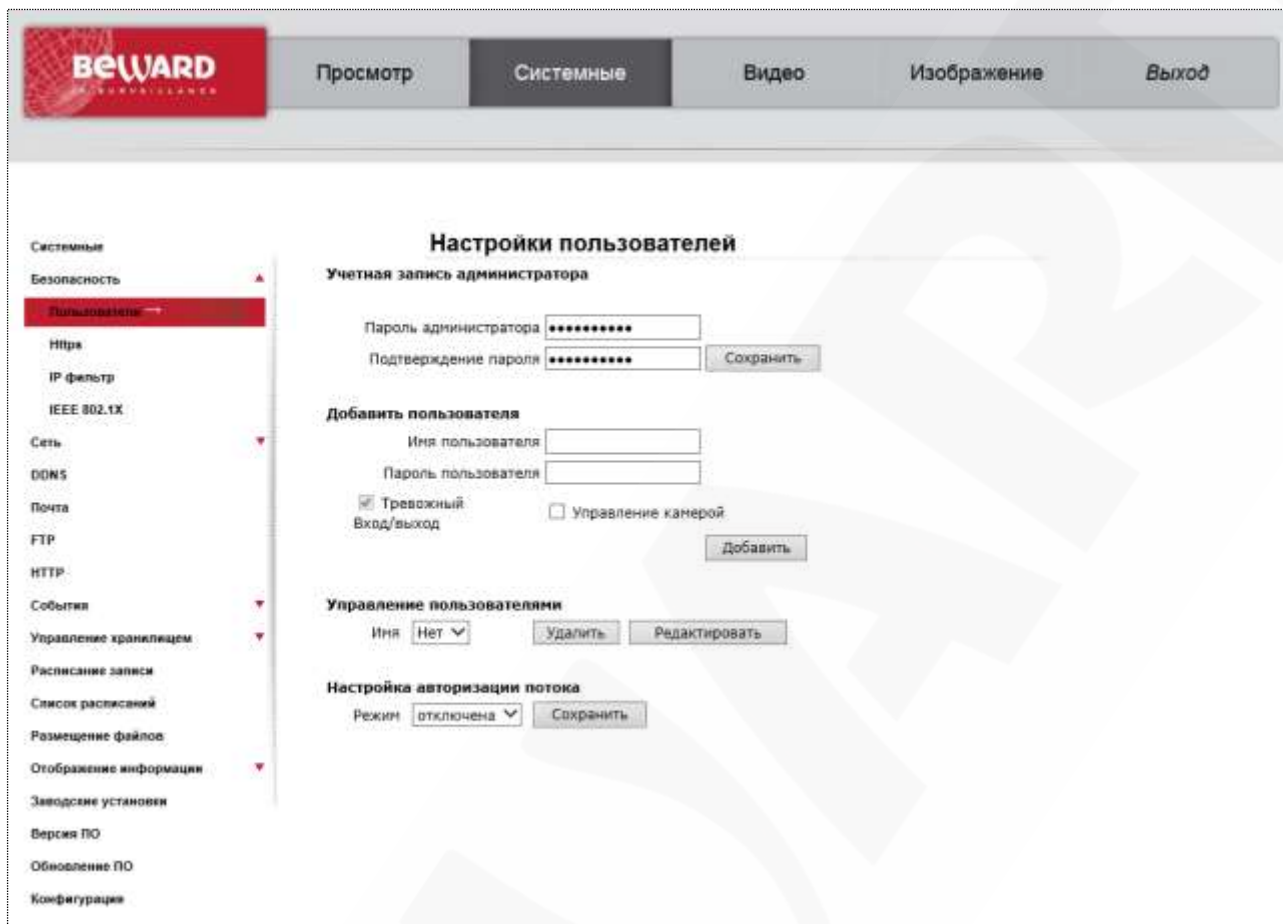 BEWARD
IP SURVEILLANCE
Просмотр
Системные
Видео
Изображение
Выход
Системные
Безопасность
Пользователи
Https
IP фильтр
IEEE 802.1X
Сеть
DDNS
Почта
FTP
HTTP
События
Управление хранилищем
Расписание записи
Список расписаний
Размещение файлов
Отображение информации
Заводские установки
Версия ПО
Обновление ПО
Конфигурация
Настройки пользователей
Учетная запись администратора
Пароль администратора ••••••••••
Подтверждение пароля •••••••••• Сохранить
Добавить пользователя
Имя пользователя
Пароль пользователя
Тревожный
Вход/выход
Управление камерой
Добавить
Управление пользователями
Имя Нет Удалить Редактировать
Настройка авторизации потока
Режим отключена Сохранить